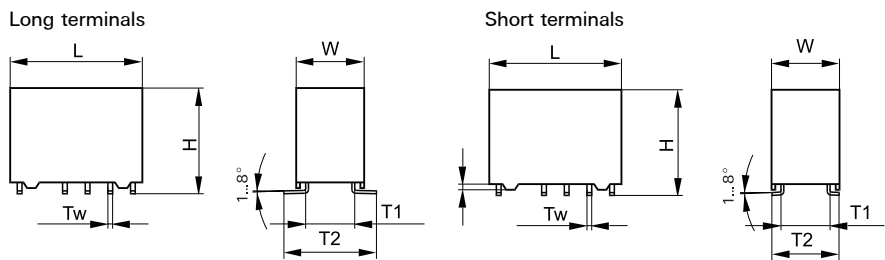 Long terminals
L
W
H
1...8°
Tw
T1
T2
Short terminals
L
W
H
1...8°
Tw
T1
T2